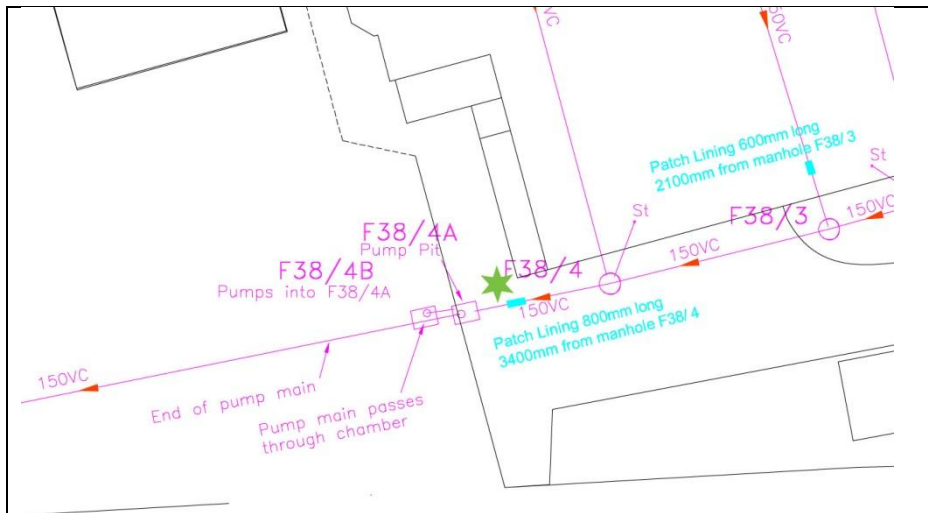 150VC
150VC
Patch Lining 600mm long
2100mm from manhole F38/3
St
St
F38/3
150VC
F38/4A
Pump Pit
F38/4
150VC
F38/4B
Pumps into F38/4A
150VC
Patch Lining 800mm long
3400mm from manhole F38/4
150VC
End of pump main
Pump main passes
through chamber